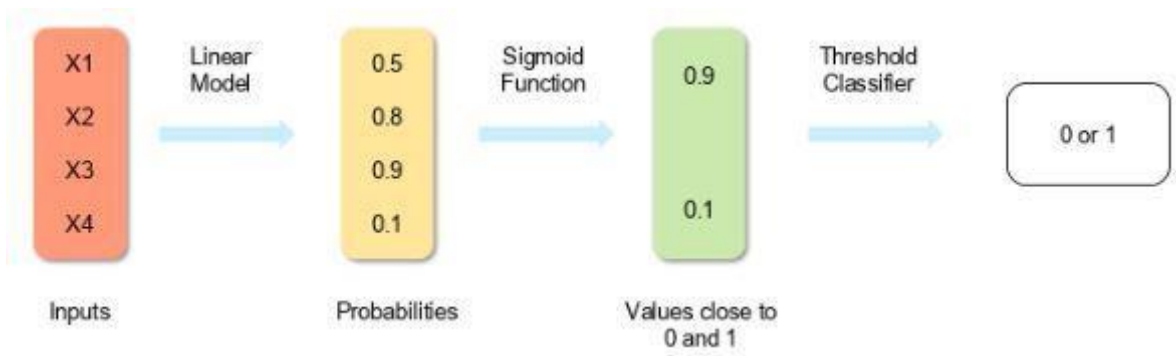 X1
X2
X3
X4
Inputs
Linear
Model
0.5
0.8
0.9
0.1
Probabilities
Sigmoid
Function
0.9
0.1
Values close to
0 and 1
Threshold
Classifier
0 or 1